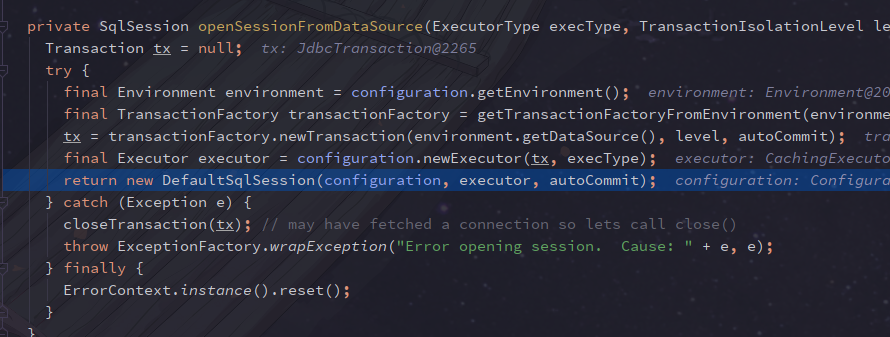 private SqlSession openSessionFromDataSource(ExecutorType execType, TransactionIsolationLevel le
Transaction tx = null;  tx: JdbcTransaction@2265
try {
final Environment environment = configuration.getEnvironment();  environment: Environment@20
final TransactionFactory transactionFactory = getTransactionFactoryFromEnvironment(environme
tx = transactionFactory.newTransaction(environment.getDataSource(), level, autoCommit);  tra
final Executor executor = configuration.newExecutor(tx, execType);  executor: CachingExecuto
return new DefaultSqlSession(configuration, executor, autoCommit);  configuration: Configura
} catch (Exception e) {
closeTransaction(tx); // may have fetched a connection so lets call close()
throw ExceptionFactory.wrapException("Error opening session.  Cause: " + e, e);
} finally {
ErrorContext.instance().reset();
}
}